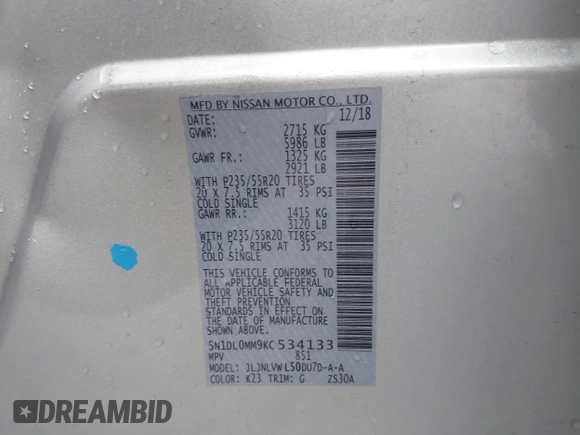 MFD BY NISSAN MOTOR CO., LTD.
DATE: 12/18
GVWR: 2715 KG
5986 LB
GAWR FR.: 1325 KG
2921 LB
WITH P235/55R20 TIRES
20 X 7.5 RIMS AT 35 PSI
COLD SINGLE
GAWR RR.: 1415 KG
3120 LB
WITH P235/55R20 TIRES
20 X 7.5 RIMS AT 35 PSI
COLD SINGLE
THIS VEHICLE CONFORMS TO
ALL APPLICABLE FEDERAL
MOTOR VEHICLE SAFETY AND
THEFT PREVENTION
STANDARDS IN EFFECT ON
THE DATE OF MANUFACTURE
5N1DL0MM9KC534133
MPV 851
MODEL: JLJNLVWL50DU7D-A-A
COLOR: K23 TRIM: G ZS30A
DREAMBID
DREAMBID